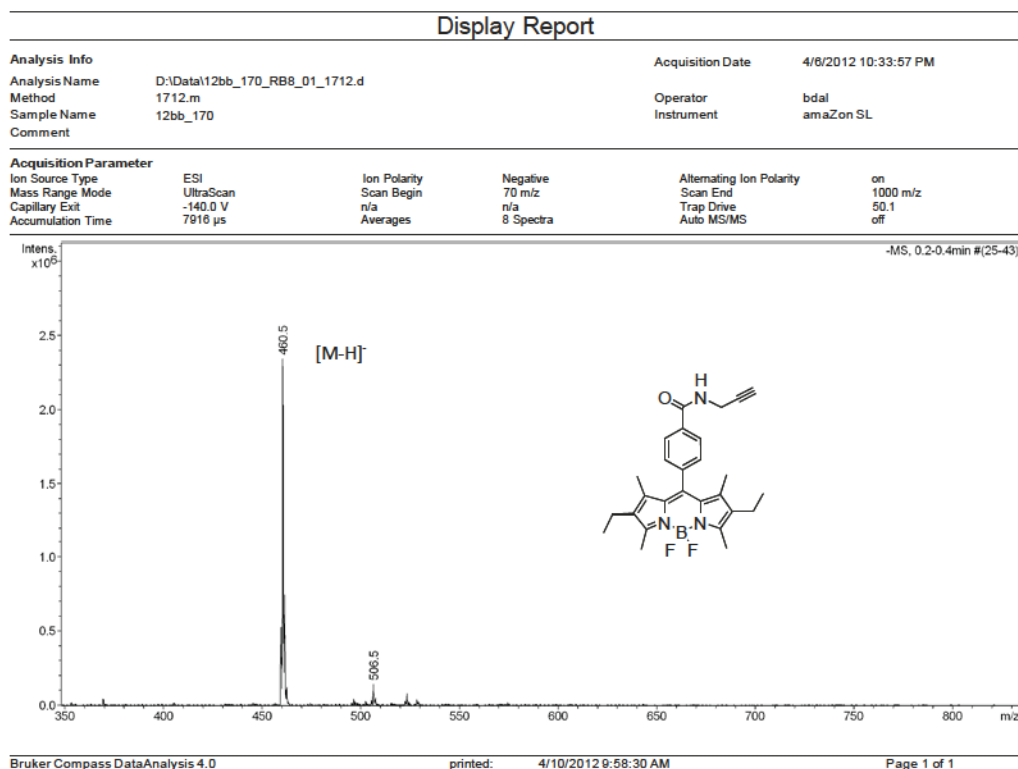 Display Report
Analysis Info Acquisition Date 4/6/2012 10:33:57 PM
Analysis Name D:\Data\12bb_170_RB8_01_1712.d
Method 1712.m Operator bdal
Sample Name 12bb_170 Instrument amaZon SL
Comment
Acquisition Parameter
Ion Source Type ESI Ion Polarity Negative Alternating Ion Polarity on
Mass Range Mode UltraScan Scan Begin 70 m/z Scan End 1000 m/z
Capillary Exit -140.0 V n/a n/a Trap Drive 50.1
Accumulation Time 7916 µs Averages 8 Spectra Auto MS/MS off
Intens. -MS, 0.2-0.4min #(25-43)
x10⁶
460.5
2.5
[M-H]⁻
H
O N
2.0
1.5
N B N
F F
1.0
506.5
0.5
0.0
350 400 450 500 550 600 650 700 750 800 m/z
Bruker Compass DataAnalysis 4.0 printed: 4/10/2012 9:58:30 AM Page 1 of 1